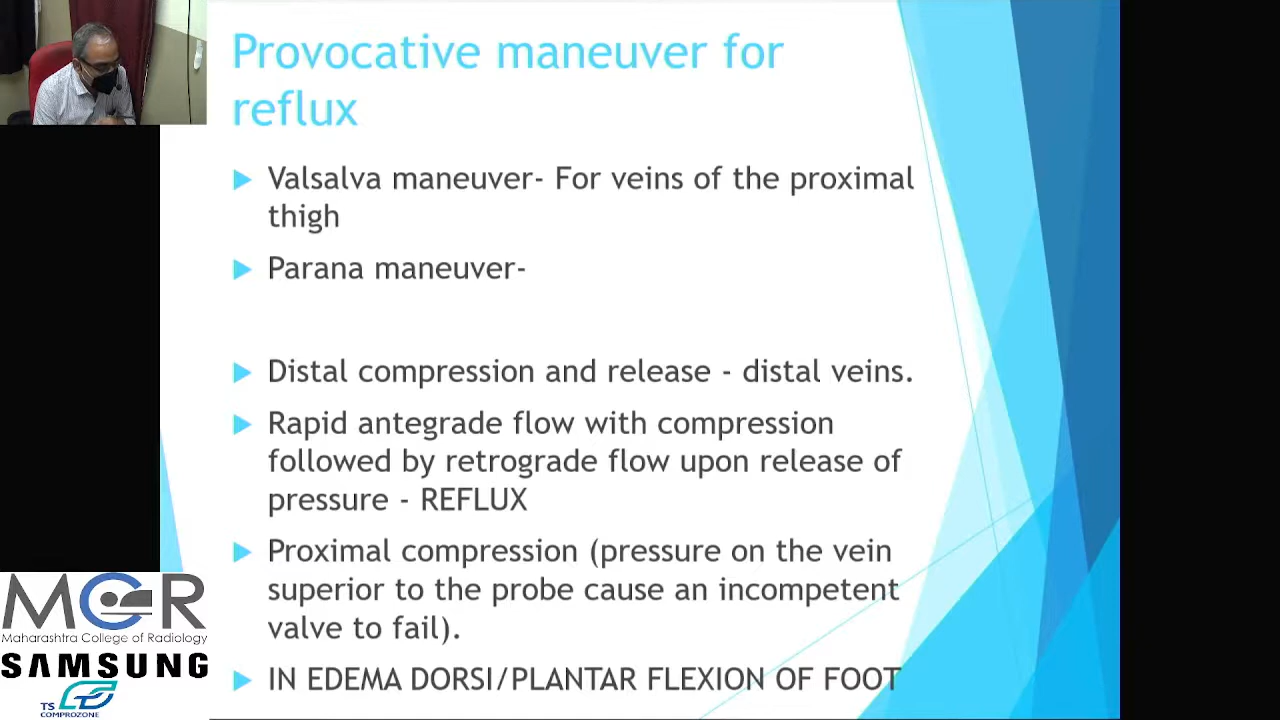 Provocative maneuver for
reflux
Valsalva maneuver- For veins of the proximal
thigh
Parana maneuver-
Distal compression and release - distal veins.
Rapid antegrade flow with compression
followed by retrograde flow upon release of
pressure - REFLUX
Proximal compression (pressure on the vein
superior to the probe cause an incompetent
valve to fail).
IN EDEMA DORSI/PLANTAR FLEXION OF FOOT
MCR
Maharashtra College of Radiology
SAMSUNG
TS
COMPROZONE